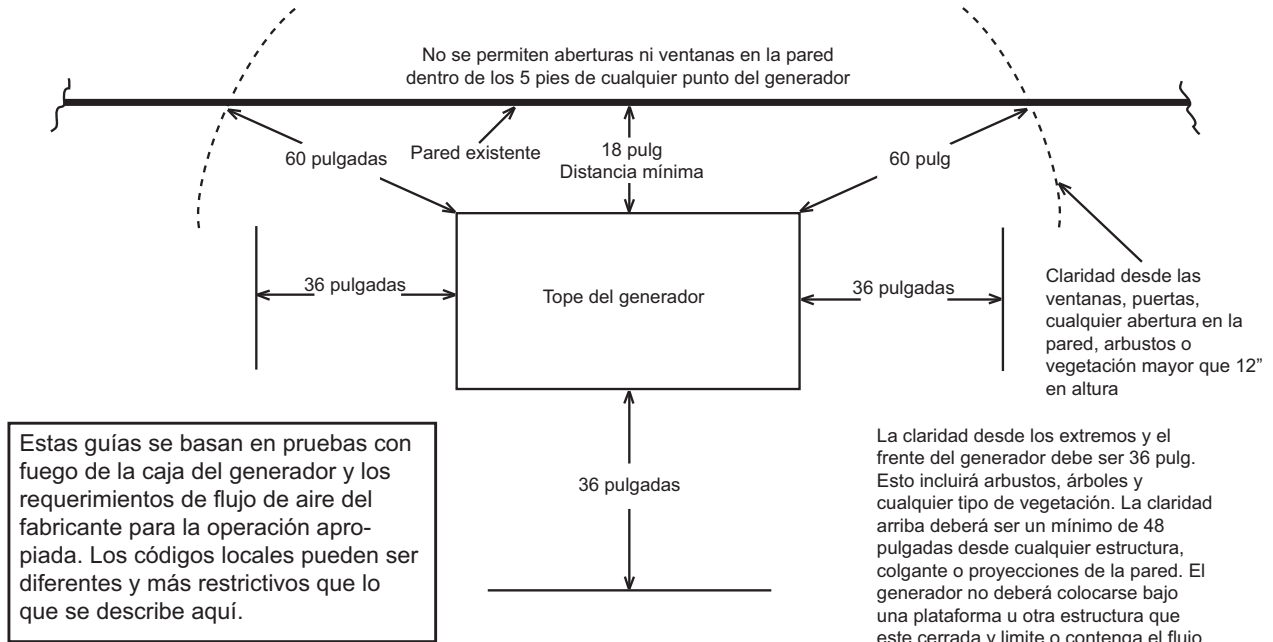 No se permiten aberturas ni ventanas en la pared
dentro de los 5 pies de cualquier punto del generador
60 pulgadas
Pared existente
18 pulg
Distancia mínima
60 pulg
36 pulgadas
Tope del generador
36 pulgadas
Claridad desde las
ventanas, puertas,
cualquier abertura en la
pared, arbustos o
vegetación mayor que 12”
en altura
Estas guías se basan en pruebas con
fuego de la caja del generador y los
requerimientos de flujo de aire del
fabricante para la operación apro-
piada. Los códigos locales pueden ser
diferentes y más restrictivos que lo
que se describe aquí.
36 pulgadas
La claridad desde los extremos y el
frente del generador debe ser 36 pulg.
Esto incluirá arbustos, árboles y
cualquier tipo de vegetación. La claridad
arriba deberá ser un mínimo de 48
pulgadas desde cualquier estructura,
colgante o proyecciones de la pared. El
generador no deberá colocarse bajo
una plataforma u otra estructura que
este cerrada y limite o contenga el flujo